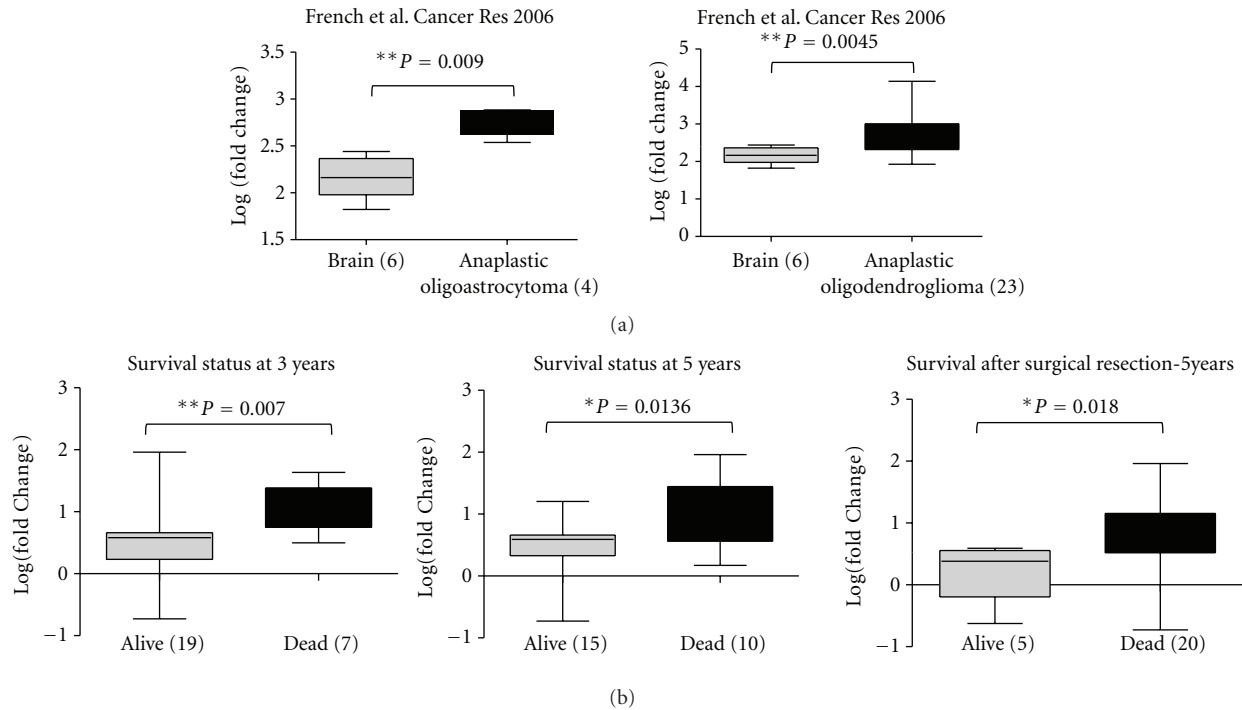 French et al. Cancer Res 2006
**P = 0.009
Log (fold change)
3.5
3
2.5
2
1.5
Brain (6)
Anaplastic
oligoastrocytoma (4)
French et al. Cancer Res 2006
**P = 0.0045
Log (fold change)
5
4
3
2
1
0
Brain (6)
Anaplastic
oligodendroglioma (23)
(a)
Survival status at 3 years
**P = 0.007
Log(fold Change)
3
2
1
0
−1
Alive (19)
Dead (7)
Survival status at 5 years
*P = 0.0136
Log(fold Change)
3
2
1
0
−1
Alive (15)
Dead (10)
Survival after surgical resection-5years
*P = 0.018
Log(fold Change)
3
2
1
0
−1
Alive (5)
Dead (20)
(b)